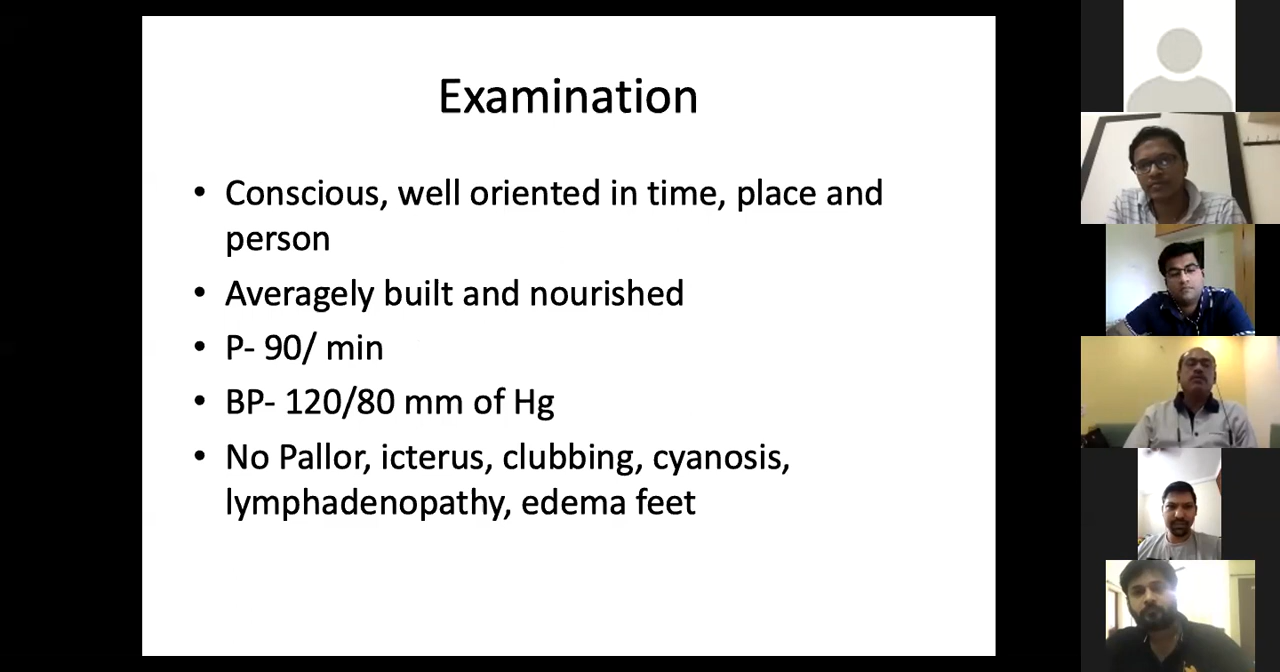 Examination
• Conscious, well oriented in time, place and
person
• Averagely built and nourished
• P- 90/ min
• BP- 120/80 mm of Hg
• No Pallor, icterus, clubbing, cyanosis,
lymphadenopathy, edema feet